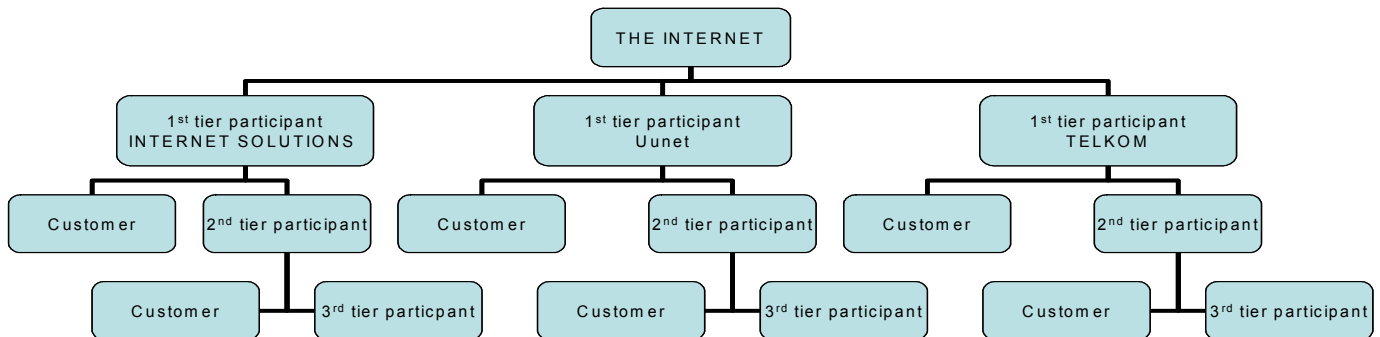 THE INTERNET
1st tier participant
INTERNET SOLUTIONS
1st tier participant
Uunet
1st tier participant
TELKOM
Customer
2nd tier participant
Customer
2nd tier participant
Customer
2nd tier participant
Customer
3rd tier participant
Customer
3rd tier participant
Customer
3rd tier participant